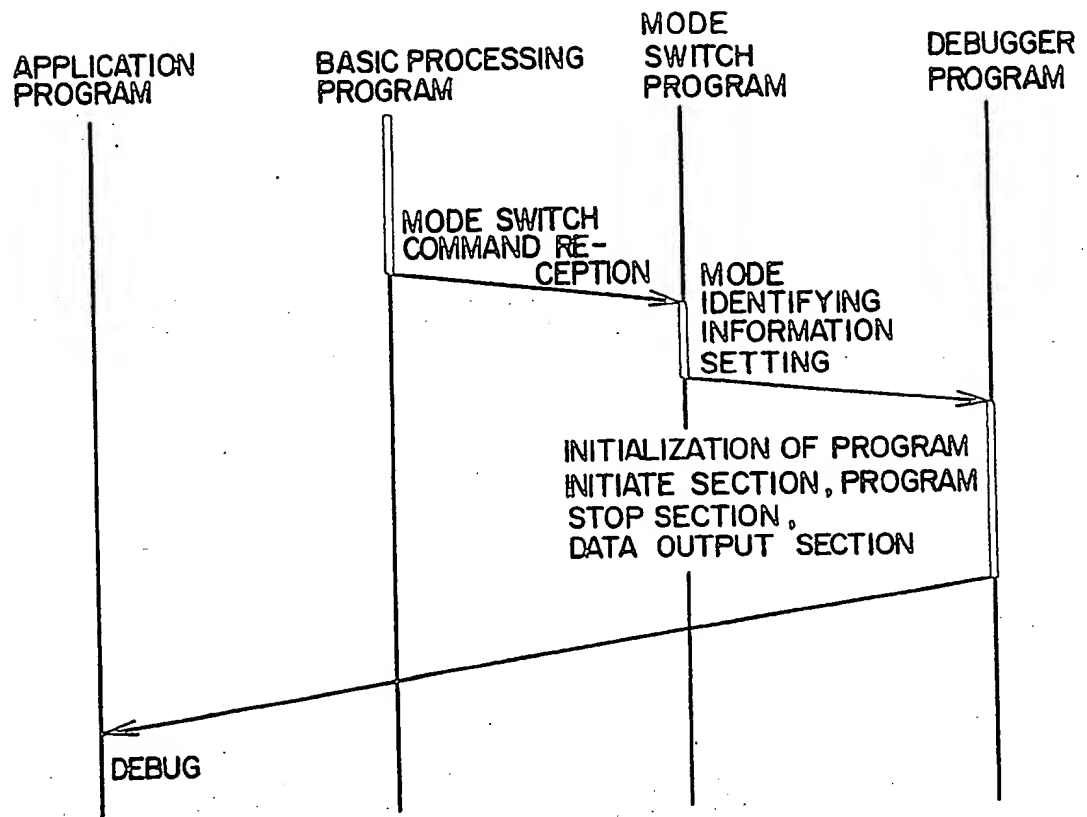 APPLICATION
PROGRAM
BASIC PROCESSING
PROGRAM
MODE
SWITCH
PROGRAM
DEBUGGER
PROGRAM
MODE SWITCH
COMMAND RE-
CEPTION
MODE
IDENTIFYING
INFORMATION
SETTING
INITIALIZATION OF PROGRAM
INITIATE SECTION, PROGRAM
STOP SECTION,
DATA OUTPUT SECTION
DEBUG